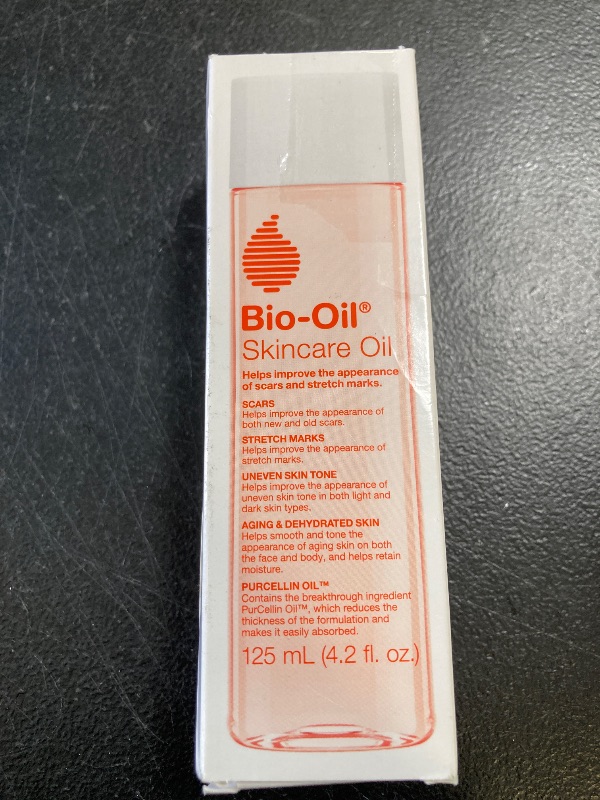 Bio-Oil®
Skincare Oil
Helps improve the appearance
of scars and stretch marks.
SCARS
Helps improve the appearance of
both new and old scars.
STRETCH MARKS
Helps improve the appearance of
stretch marks.
UNEVEN SKIN TONE
Helps improve the appearance of
uneven skin tone in both light and
dark skin types.
AGING & DEHYDRATED SKIN
Helps smooth and tone the
appearance of aging skin on both
the face and body, and helps retain
moisture.
PURCELLIN OIL™
Contains the breakthrough ingredient
PurCellin Oil™, which reduces the
thickness of the formulation and
makes it easily absorbed.
125 mL (4.2 fl. oz.)